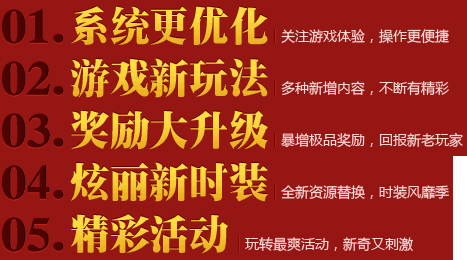 01. 系统更优化 关注游戏体验，操作更便捷
02. 游戏新玩法 多种新增内容，不断有精彩
03. 奖励大升级 暴增极品奖励，回报新老玩家
04. 炫丽新时装 全新资源替换，时装风靡季
05. 精彩活动 玩转最爽活动，新奇又刺激